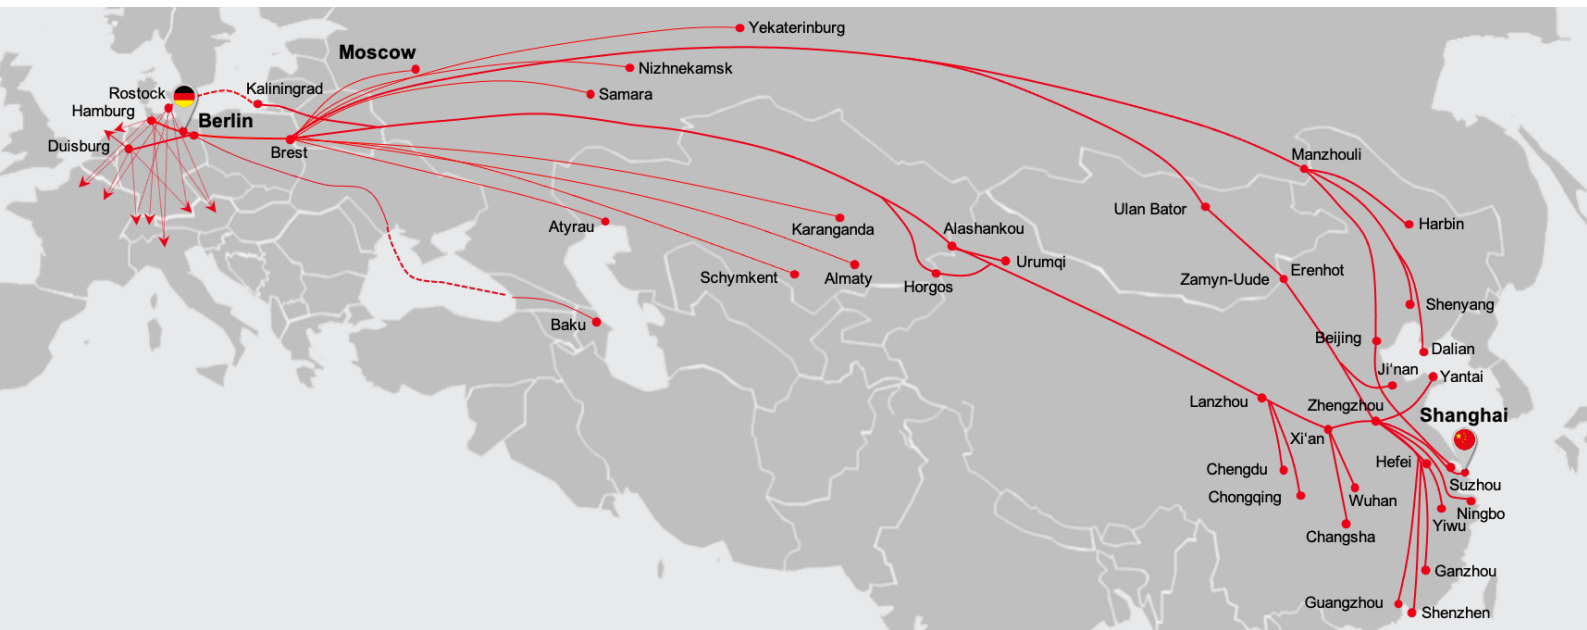 Yekaterinburg
Moscow
Nizhnekamsk
Kaliningrad
Rostock
Samara
Hamburg
Berlin
Duisburg
Brest
Manzhouli
Ulan Bator
Harbin
Atyrau
Karanganda
Alashankou
Urumqi
Schymkent
Almaty
Horgos
Zamyn-Uude
Erenhot
Shenyang
Baku
Beijing
Dalian
Ji'nan
Yantai
Lanzhou
Zhengzhou
Shanghai
Xi'an
Hefei
Chengdu
Suzhou
Chongqing
Wuhan
Ningbo
Yiwu
Changsha
Ganzhou
Guangzhou
Shenzhen